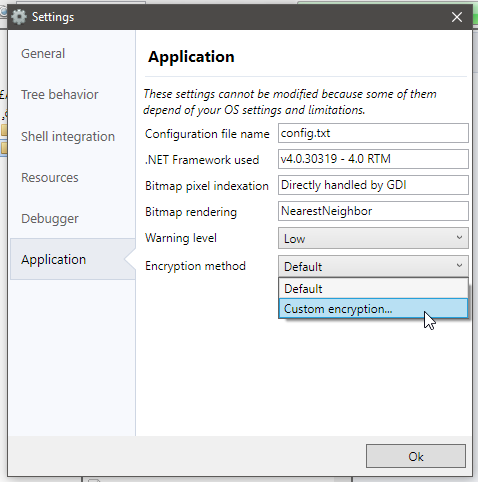 Settings
General
Tree behavior
Shell integration
Resources
Debugger
Application
Application
These settings cannot be modified because some of them
depend of your OS settings and limitations.
Configuration file name config.txt
.NET Framework used v4.0.30319 - 4.0 RTM
Bitmap pixel indexation Directly handled by GDI
Bitmap rendering NearestNeighbor
Warning level Low
Encryption method Default
Default
Custom encryption...
Ok